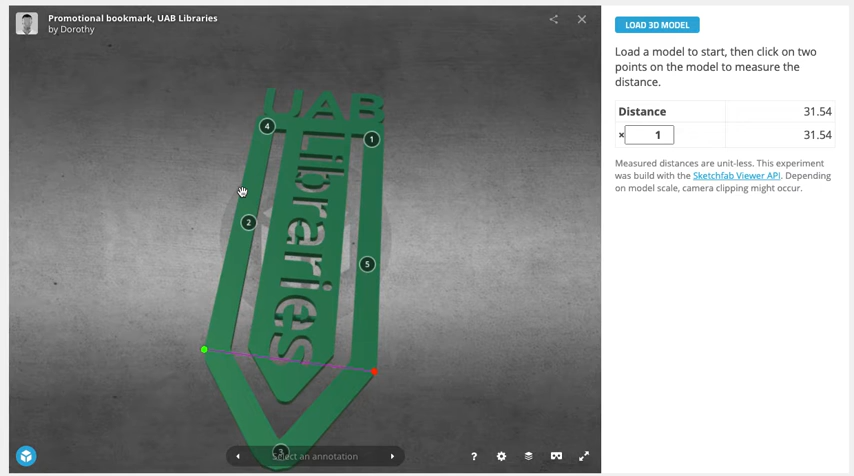 Promotional bookmark, UAB Libraries
by Dorothy
UAB
Libraries
4
1
2
5
3
Select an annotation
?
LOAD 3D MODEL
Load a model to start, then click on two
points on the model to measure the
distance.
Distance 31.54
× 1 31.54
Measured distances are unit-less. This experiment
was build with the Sketchfab Viewer API. Depending
on model scale, camera clipping might occur.